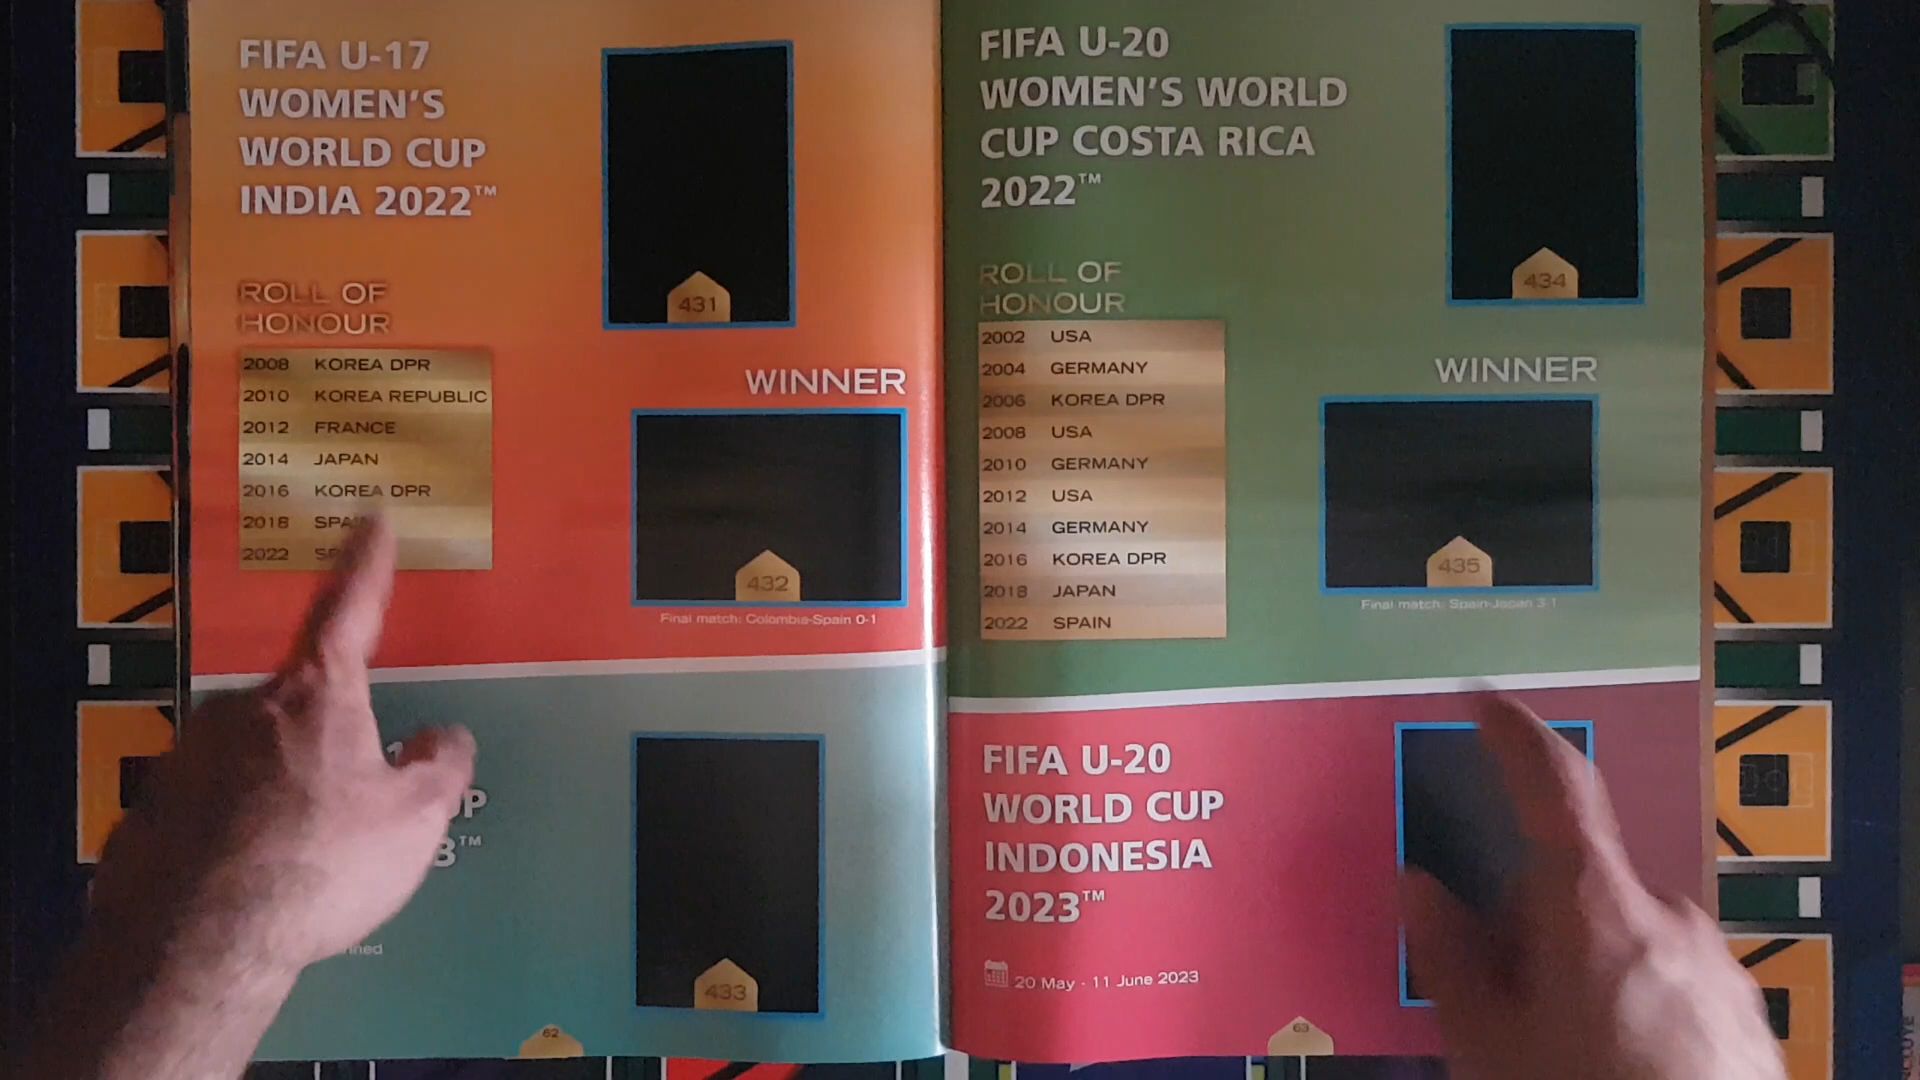 FIFA U-17
WOMEN'S
WORLD CUP
INDIA 2022™
431
ROLL OF
HONOUR
2008 KOREA DPR
2010 KOREA REPUBLIC
2012 FRANCE
2014 JAPAN
2016 KOREA DPR
2018
2022
WINNER
432
Final match: Colombia-Spain 0-1
433
62
FIFA U-20
WOMEN'S WORLD
CUP COSTA RICA
2022™
434
ROLL OF
HONOUR
2002 USA
2004 GERMANY
2006 KOREA DPR
2008 USA
2010 GERMANY
2012 USA
2014 GERMANY
2016 KOREA DPR
2018 JAPAN
2022 SPAIN
WINNER
435
Final match: Spain-Japan 3-1
FIFA U-20
WORLD CUP
INDONESIA
2023™
20 May - 11 June 2023
63